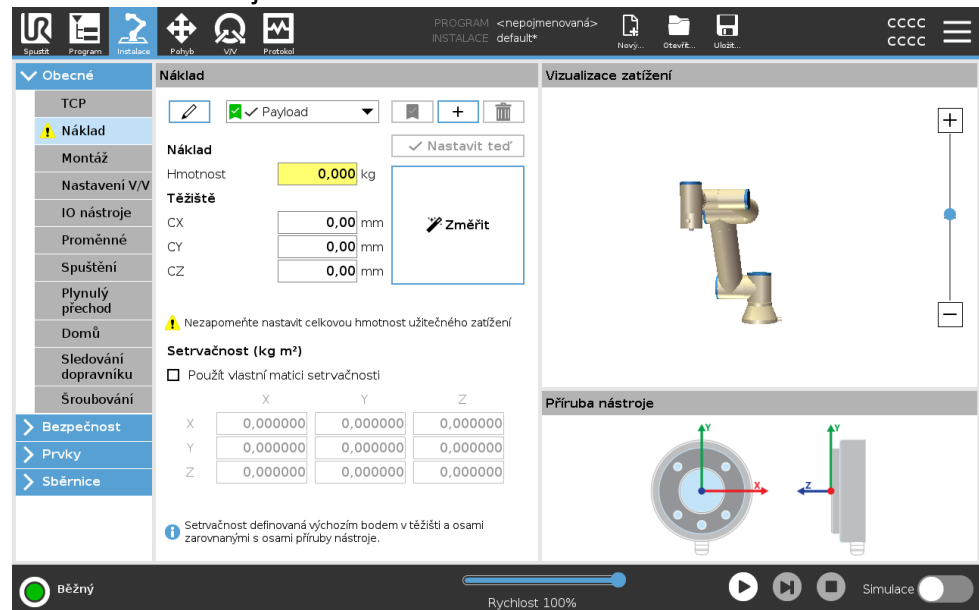 PROGRAM <nepojmenovaná>
INSTALACE default*
CCCC
CCCC
Spustit
Program
Instalace
Pohyb
V/V
Protokol
Nový...
Otevřít...
Uložit...
Obecné
TCP
Náklad
Montáž
Nastavení V/V
IO nástroje
Proměnné
Spuštění
Plynulý
přechod
Domů
Sledování
dopravníku
Šroubování
Bezpečnost
Prvky
Sběrnice
Náklad
Payload
Nastavit teď
Náklad
Hmotnost 0,000 kg
Těžiště
CX 0,00 mm
CY 0,00 mm
CZ 0,00 mm
Změřit
Nezapomeňte nastavit celkovou hmotnost užitečného zatížení
Setrvačnost (kg m²)
Použít vlastní matici setrvačnosti
X Y Z
X 0,000000 0,000000 0,000000
Y 0,000000 0,000000 0,000000
Z 0,000000 0,000000 0,000000
Setrvačnost definovaná výchozím bodem v těžišti a osami
zarovnanými s osami příruby nástroje.
Vizualizace zatížení
Příruba nástroje
Y
X
Y
Z
Běžný
Rychlost 100%
Simulace